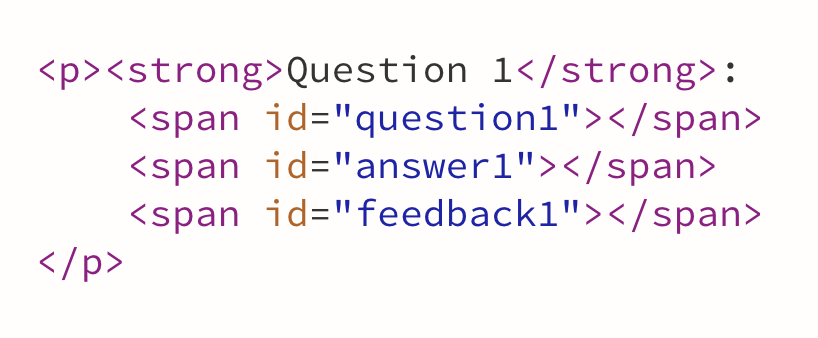 <p><strong>Question 1</strong>:
    <span id="question1"></span>
    <span id="answer1"></span>
    <span id="feedback1"></span>
</p>